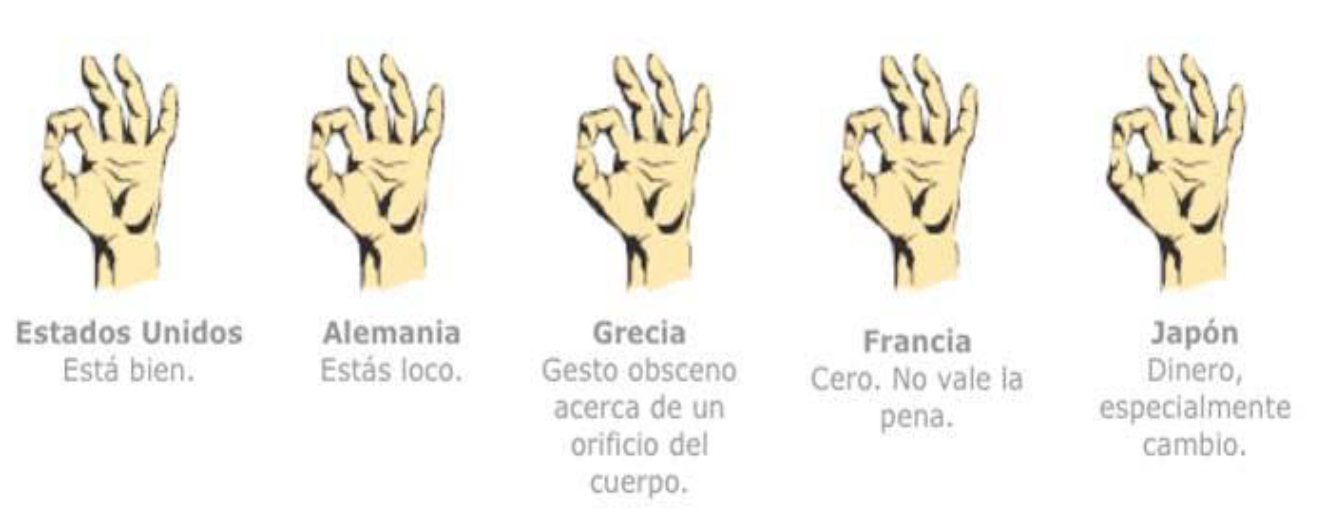 Estados Unidos
Está bien.
Alemania
Estás loco.
Grecia
Gesto obsceno
acerca de un
orificio del
cuerpo.
Francia
Cero. No vale la
pena.
Japón
Dinero,
especialmente
cambio.